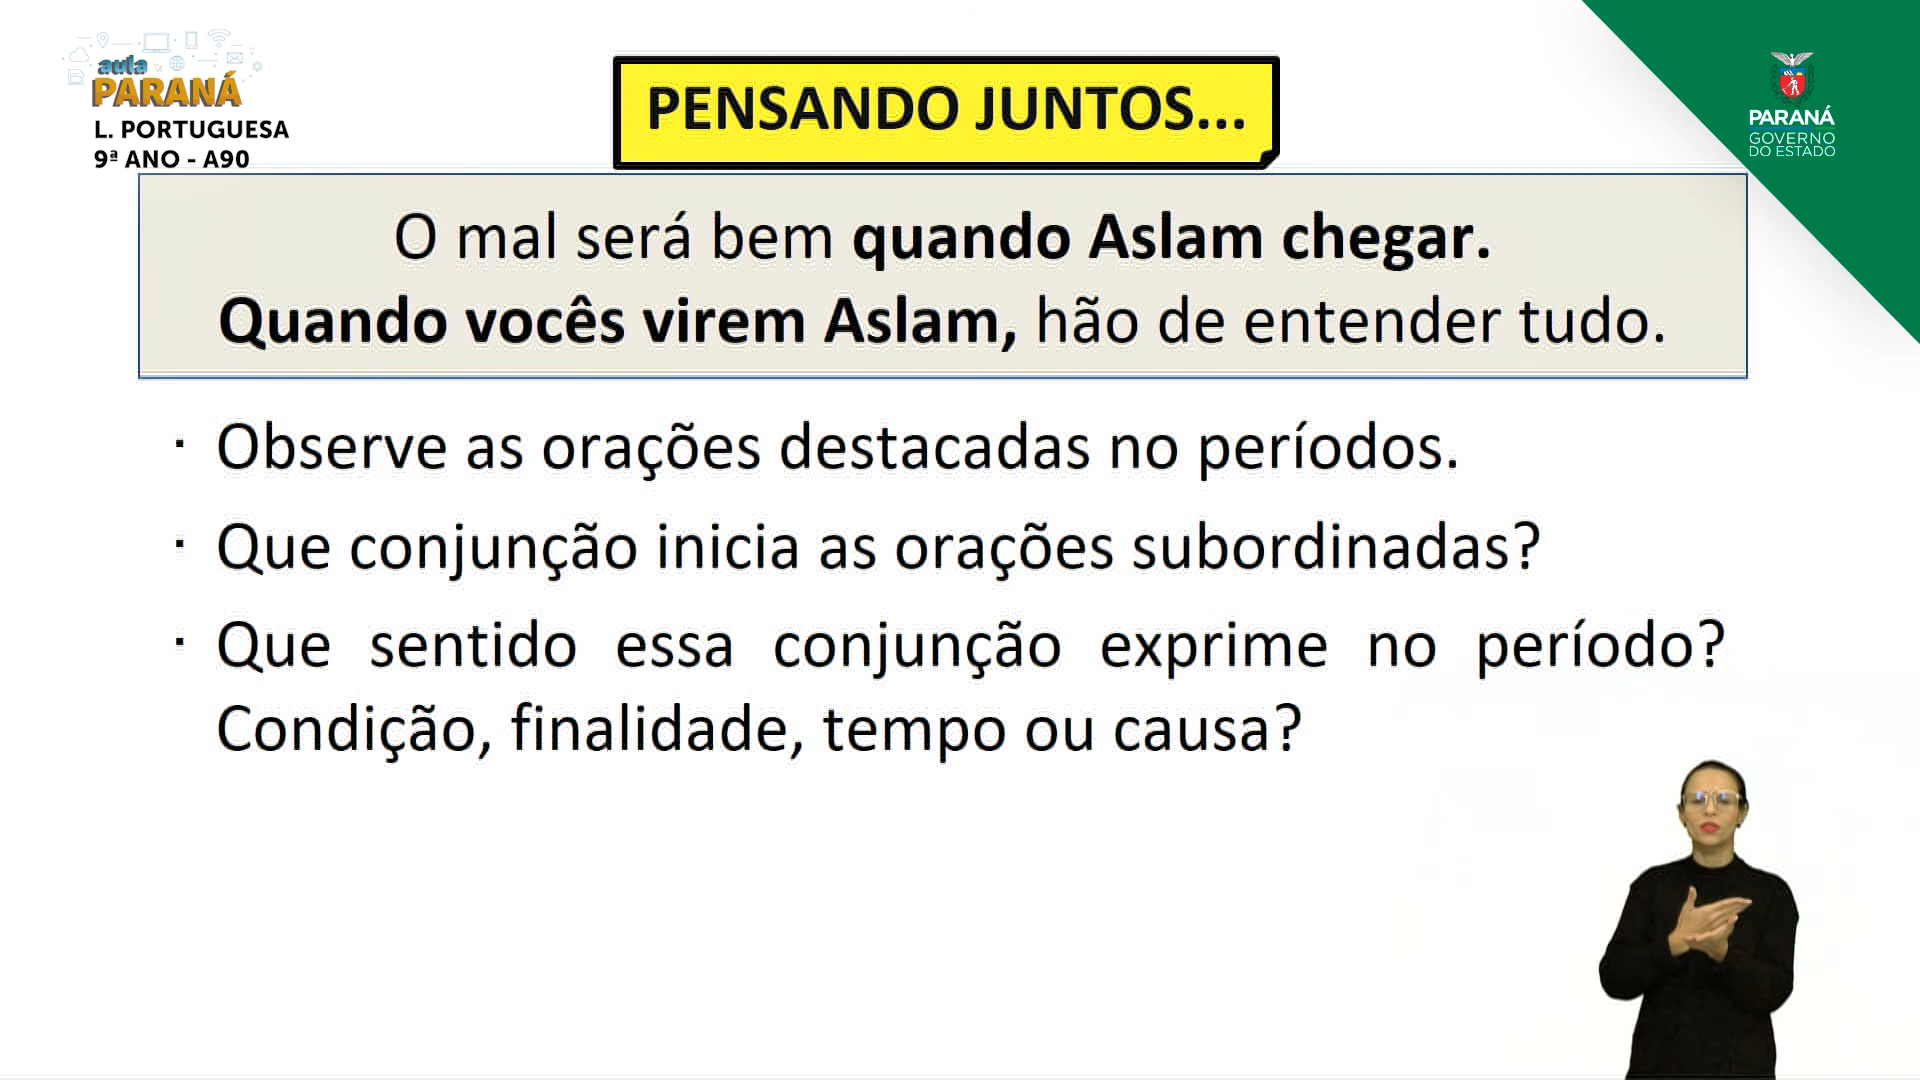 aula
PARANÁ
L. PORTUGUESA
9ª ANO - A90
PENSANDO JUNTOS...
PARANÁ
GOVERNO
DO ESTADO
O mal será bem quando Aslam chegar.
Quando vocês virem Aslam, hão de entender tudo.
· Observe as orações destacadas no períodos.
· Que conjunção inicia as orações subordinadas?
· Que sentido essa conjunção exprime no período?
Condição, finalidade, tempo ou causa?